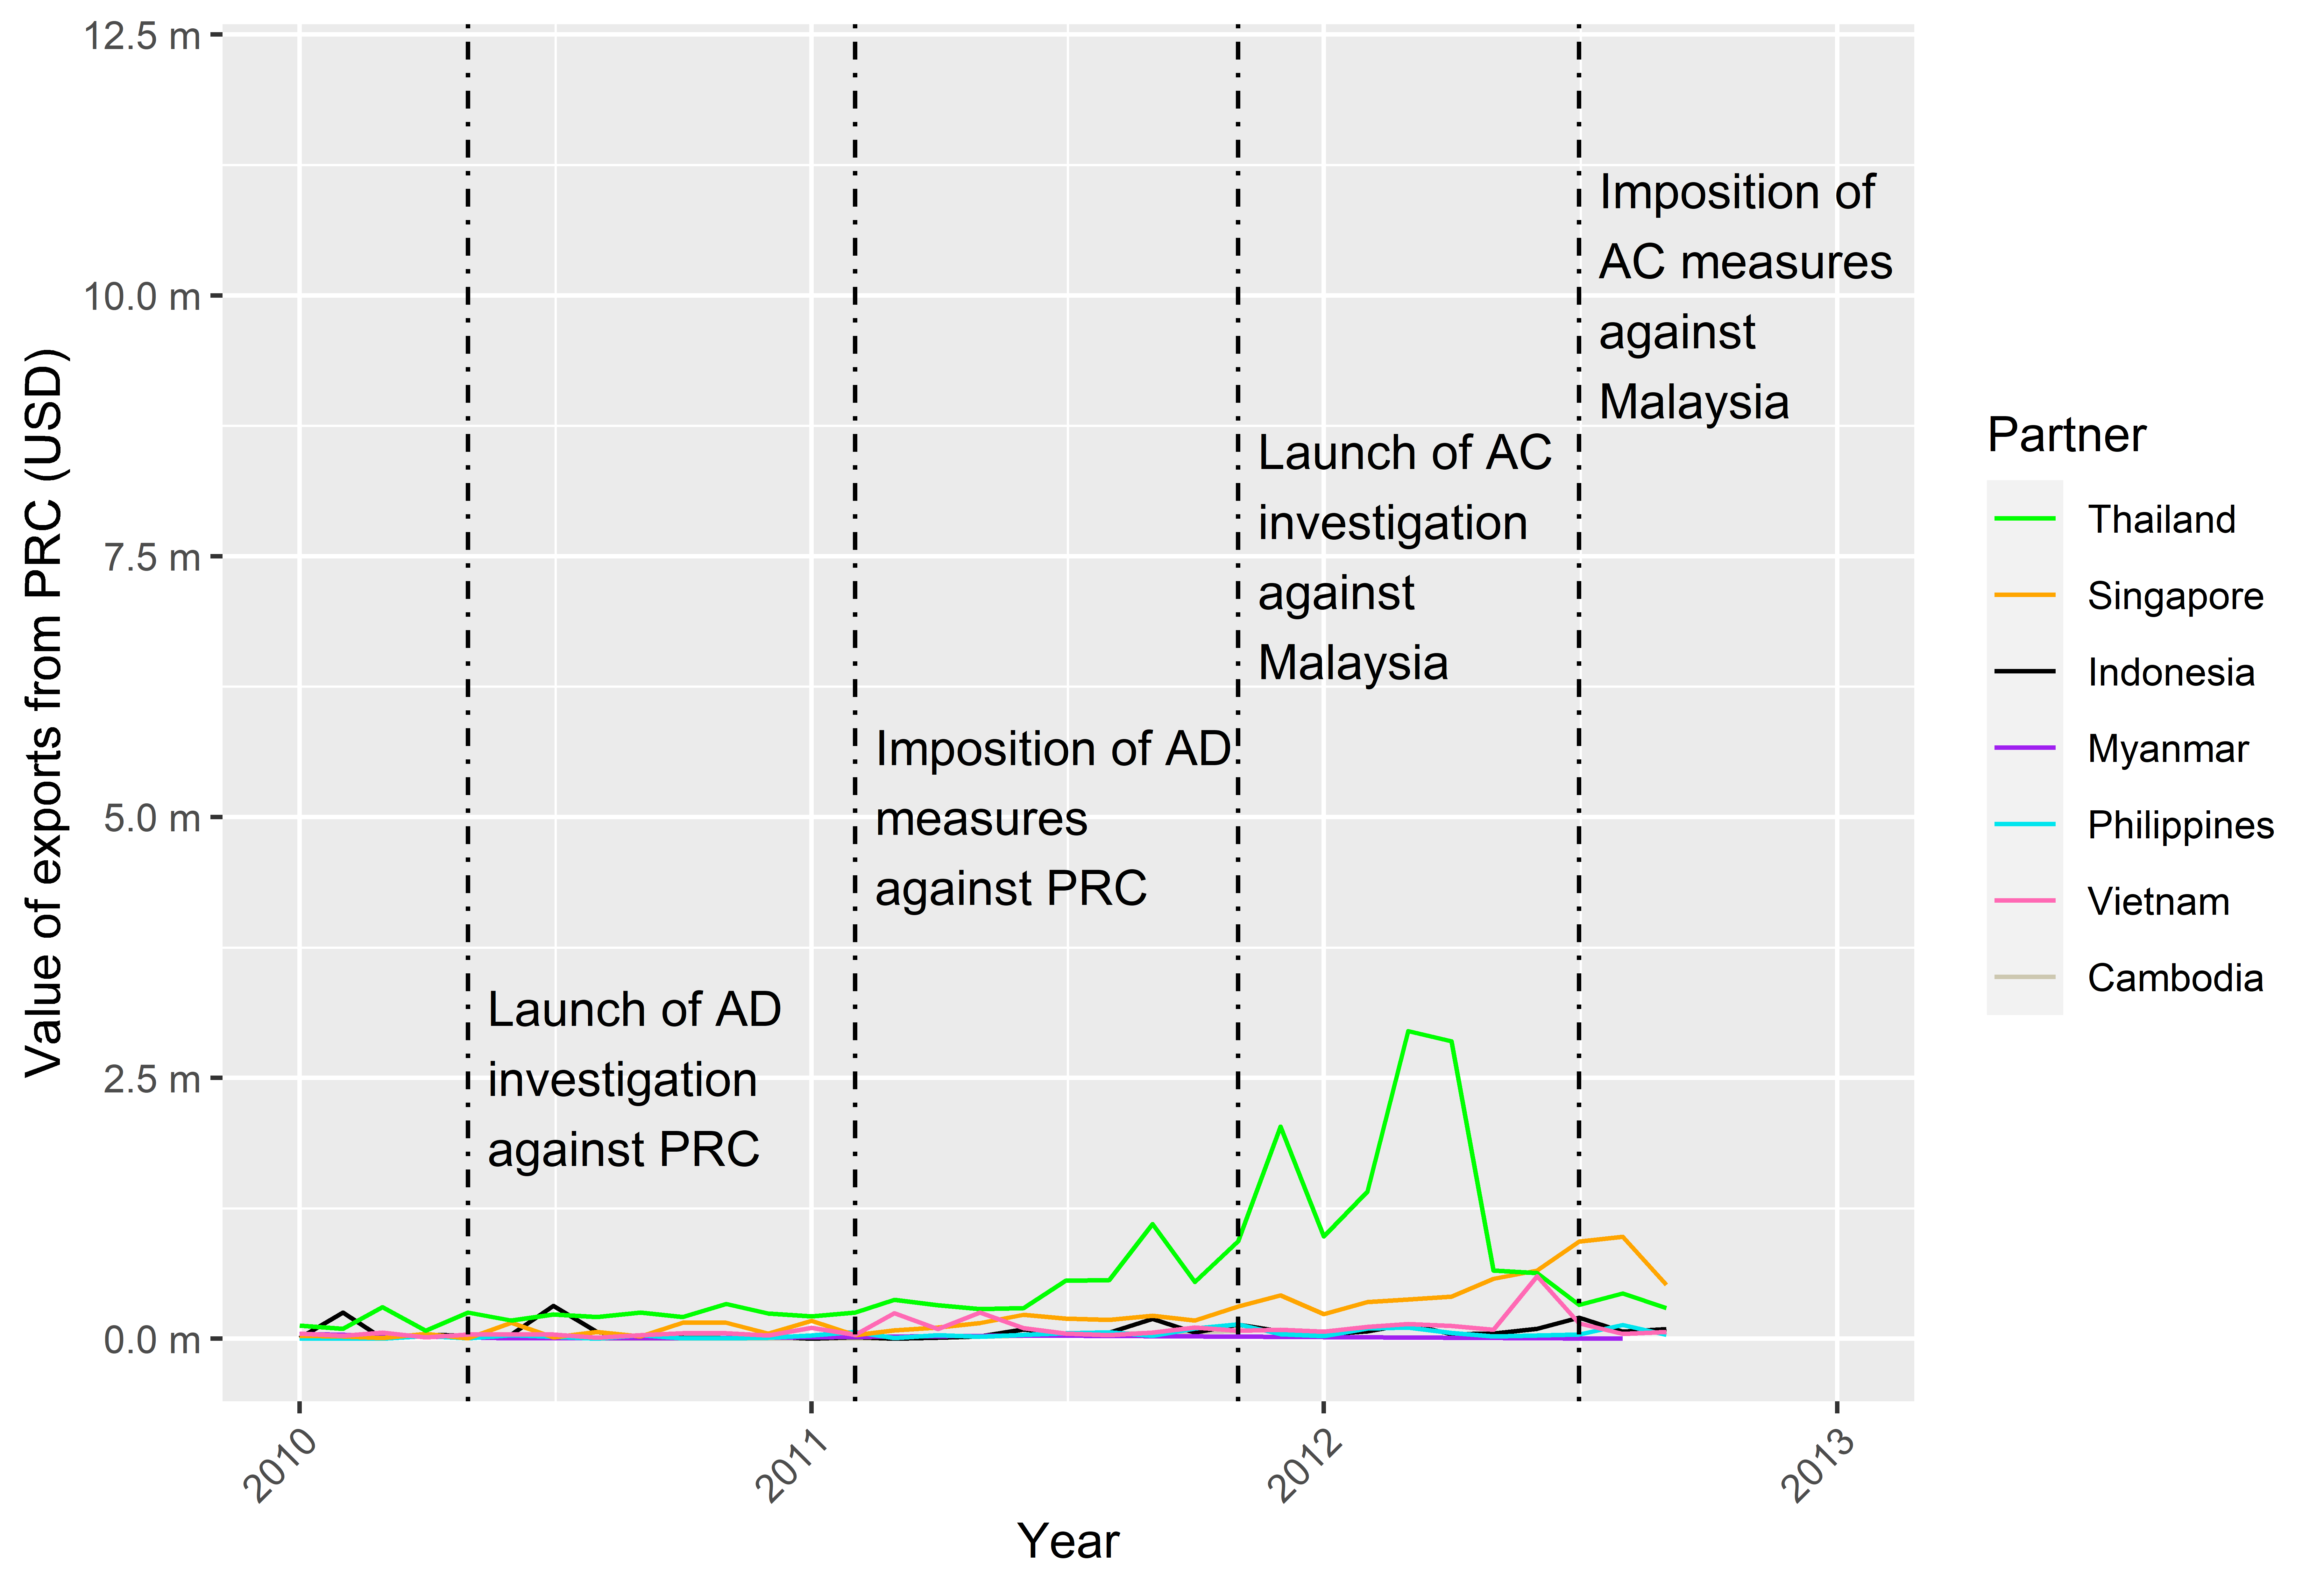 12.5 m
10.0 m
7.5 m
5.0 m
2.5 m
0.0 m
Value of exports from PRC (USD)
Imposition of
AC measures
against
Malaysia
Launch of AC
investigation
against
Malaysia
Imposition of AD
measures
against PRC
Launch of AD
investigation
against PRC
2010
2011
2012
2013
Year
Partner
Thailand
Singapore
Indonesia
Myanmar
Philippines
Vietnam
Cambodia